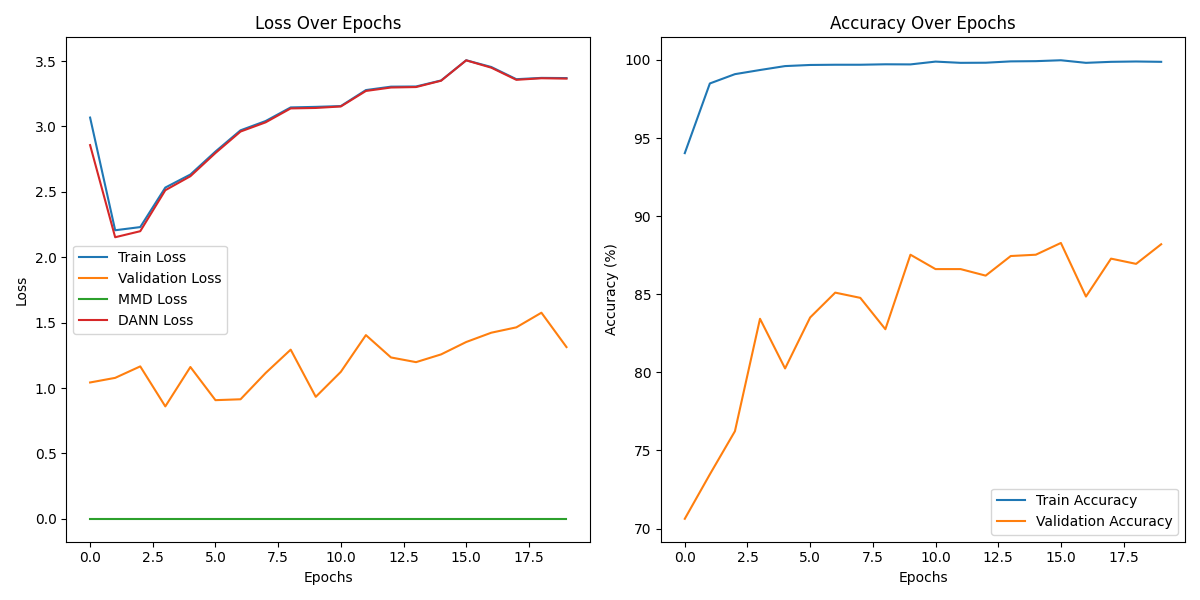 Loss Over Epochs
3.5
3.0
2.5
2.0
1.5
1.0
0.5
0.0
Loss
Train Loss
Validation Loss
MMD Loss
DANN Loss
0.0 2.5 5.0 7.5 10.0 12.5 15.0 17.5
Epochs
Accuracy Over Epochs
100
95
90
85
80
75
70
Accuracy (%)
Train Accuracy
Validation Accuracy
0.0 2.5 5.0 7.5 10.0 12.5 15.0 17.5
Epochs